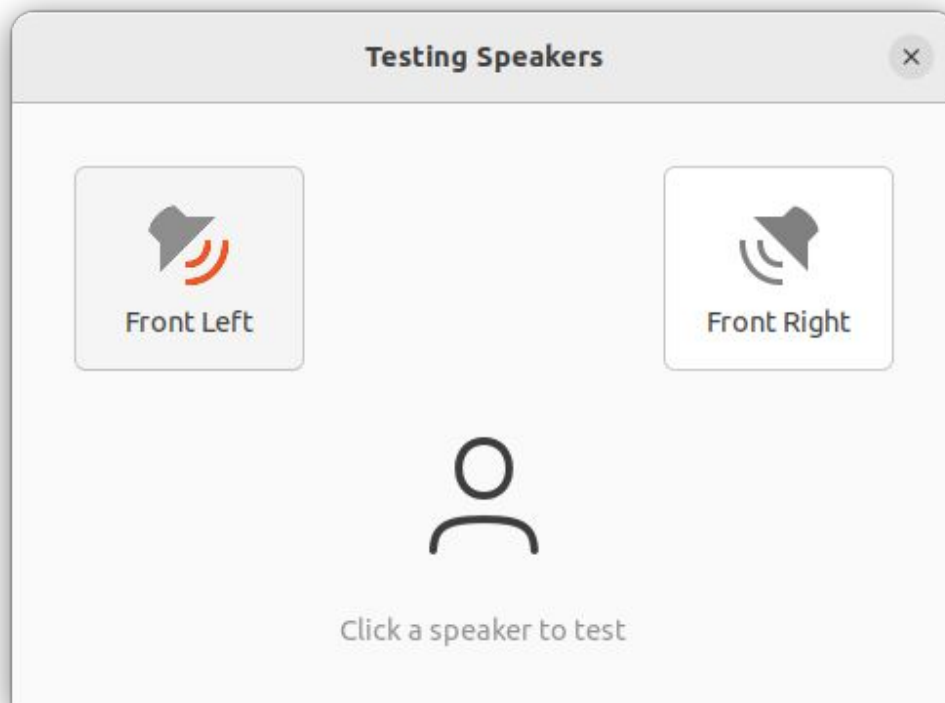 Testing Speakers
Front Left
Front Right
Click a speaker to test